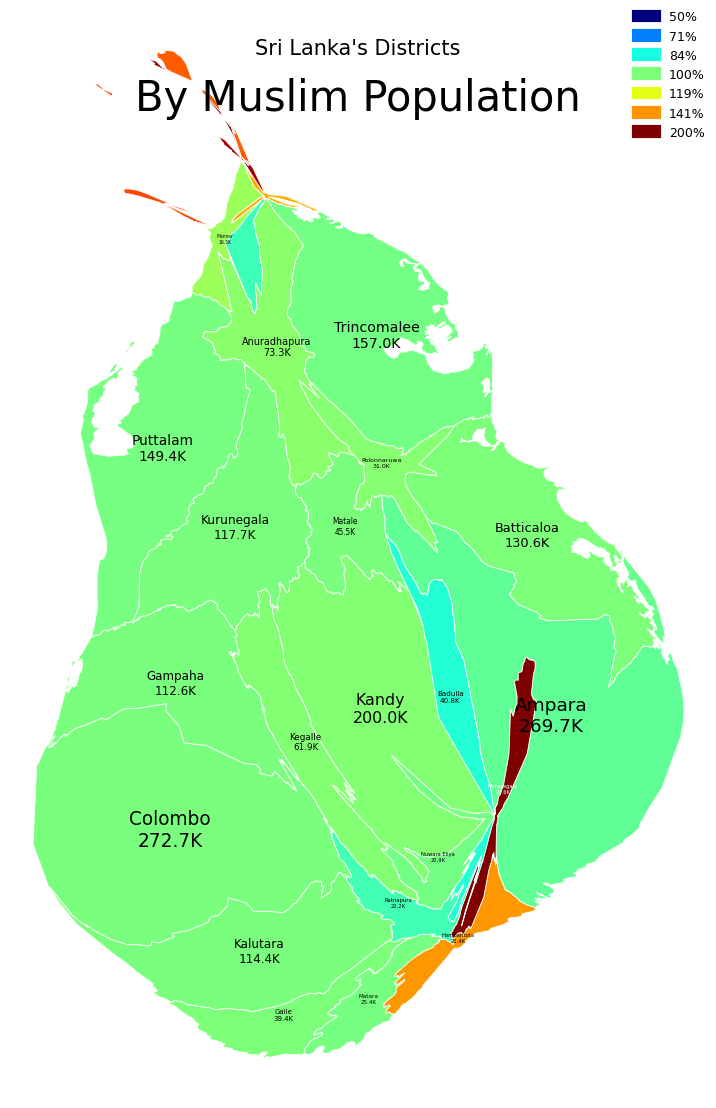 Sri Lanka's Districts
By Muslim Population
50%
71%
84%
100%
119%
141%
200%
Mannar
16.5K
Trincomalee
157.0K
Anuradhapura
73.3K
Puttalam
149.4K
Polonnaruwa
31.0K
Kurunegala
117.7K
Matale
45.5K
Batticaloa
130.6K
Gampaha
112.6K
Badulla
40.8K
Kandy
200.0K
Ampara
269.7K
Kegalle
61.9K
Colombo
272.7K
Nuwara Eliya
20.9K
Ratnapura
22.2K
Hambantota
21.4K
Kalutara
114.4K
Matara
25.4K
Galle
39.4K